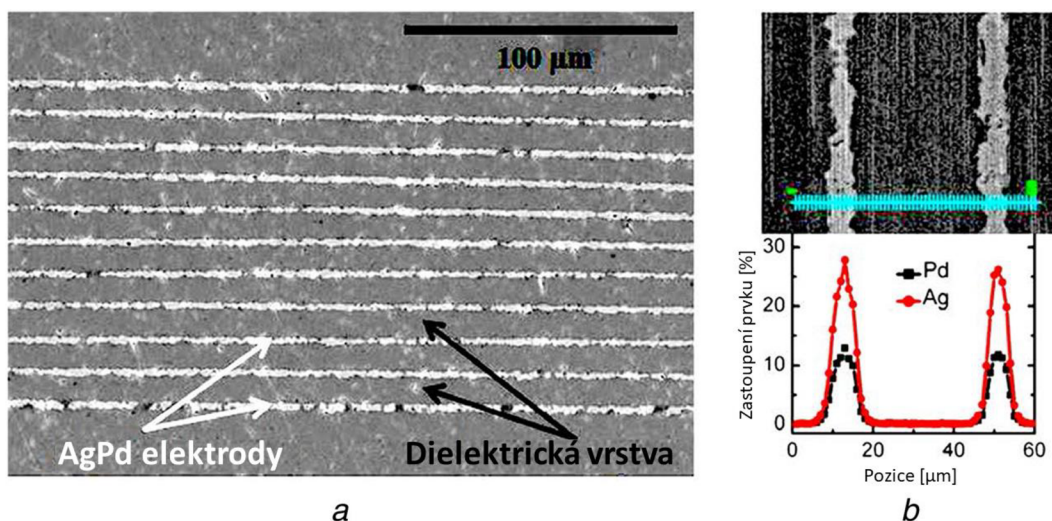 100 μm
AgPd elektrody
Dielektrická vrstva
a
Zastoupení prvku [%]
30
20
10
0
Pd
Ag
0 20 40 60
Pozice [μm]
b